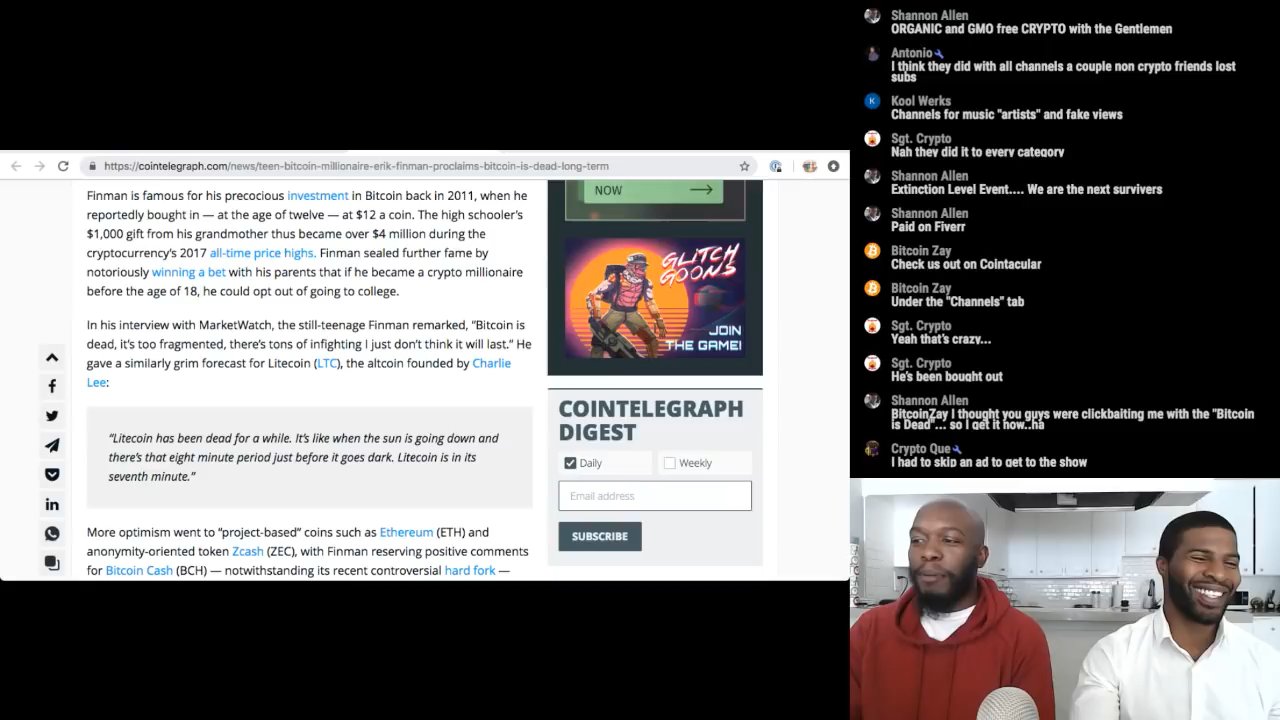 https://cointelegraph.com/news/teen-bitcoin-millionaire-erik-finman-proclaims-bitcoin-is-dead-long-term
Finman is famous for his precocious investment in Bitcoin back in 2011, when he
reportedly bought in — at the age of twelve — at $12 a coin. The high schooler's
$1,000 gift from his grandmother thus became over $4 million during the
cryptocurrency's 2017 all-time price highs. Finman sealed further fame by
notoriously winning a bet with his parents that if he became a crypto millionaire
before the age of 18, he could opt out of going to college.
In his interview with MarketWatch, the still-teenage Finman remarked, "Bitcoin is
dead, it's too fragmented, there's tons of infighting I just don't think it will last." He
gave a similarly grim forecast for Litecoin (LTC), the altcoin founded by Charlie
Lee:
"Litecoin has been dead for a while. It's like when the sun is going down and
there's that eight minute period just before it goes dark. Litecoin is in its
seventh minute."
More optimism went to "project-based" coins such as Ethereum (ETH) and
anonymity-oriented token Zcash (ZEC), with Finman reserving positive comments
for Bitcoin Cash (BCH) — notwithstanding its recent controversial hard fork —
NOW
GLITCH
GOONS
JOIN
THE GAME!
COINTELEGRAPH
DIGEST
Daily
Weekly
Email address
SUBSCRIBE
Shannon Allen
ORGANIC and GMO free CRYPTO with the Gentlemen
Antonio
I think they did with all channels a couple non crypto friends lost
subs
K
Kool Werks
Channels for music "artists" and fake views
Sgt. Crypto
Nah they did it to every category
Shannon Allen
Extinction Level Event.... We are the next survivers
Shannon Allen
Paid on Fiverr
Bitcoin Zay
Check us out on Cointacular
Bitcoin Zay
Under the "Channels" tab
Sgt. Crypto
Yeah that's crazy...
Sgt. Crypto
He's been bought out
Shannon Allen
BitcoinZay I thought you guys were clickbaiting me with the "Bitcoin
is Dead"... so I get it now..ha
Crypto Que
I had to skip an ad to get to the show